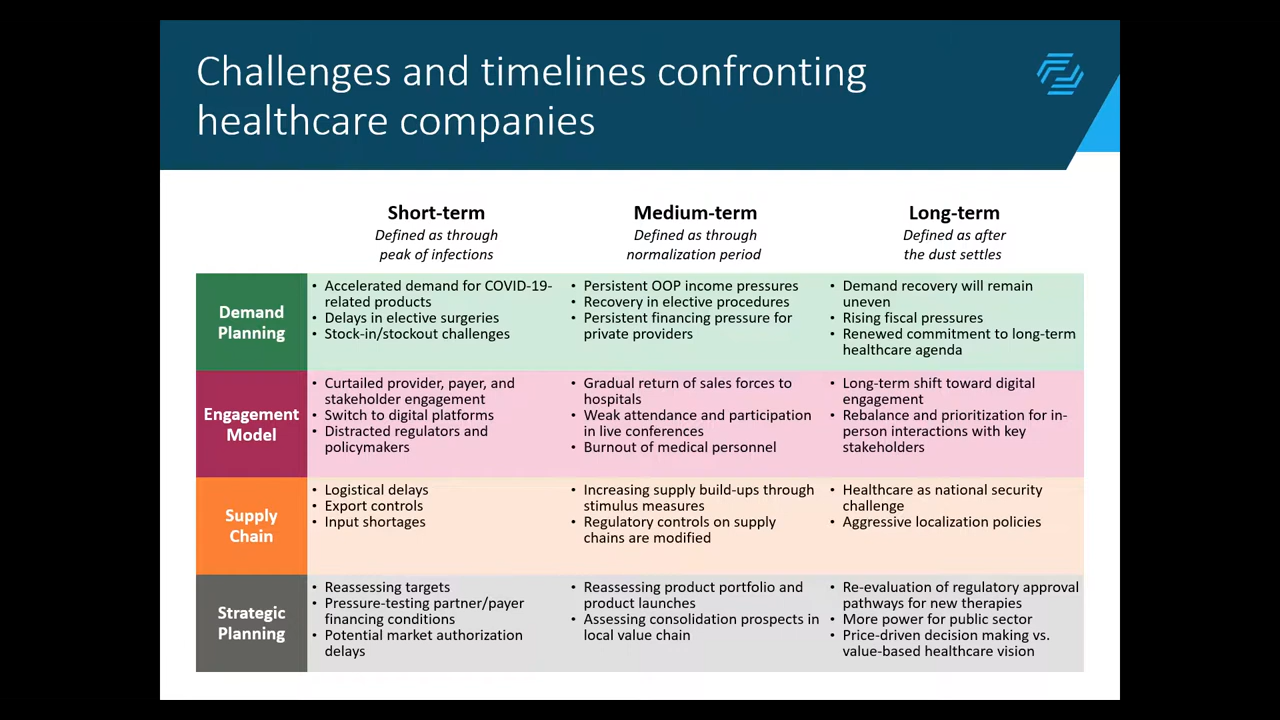 Challenges and timelines confronting
healthcare companies
Short-term
Defined as through
peak of infections
Medium-term
Defined as through
normalization period
Long-term
Defined as after
the dust settles
Demand
Planning
• Accelerated demand for COVID-19-
related products
• Delays in elective surgeries
• Stock-in/stockout challenges
• Persistent OOP income pressures
• Recovery in elective procedures
• Persistent financing pressure for
private providers
• Demand recovery will remain
uneven
• Rising fiscal pressures
• Renewed commitment to long-term
healthcare agenda
Engagement
Model
• Curtailed provider, payer, and
stakeholder engagement
• Switch to digital platforms
• Distracted regulators and
policymakers
• Gradual return of sales forces to
hospitals
• Weak attendance and participation
in live conferences
• Burnout of medical personnel
• Long-term shift toward digital
engagement
• Rebalance and prioritization for in-
person interactions with key
stakeholders
Supply
Chain
• Logistical delays
• Export controls
• Input shortages
• Increasing supply build-ups through
stimulus measures
• Regulatory controls on supply
chains are modified
• Healthcare as national security
challenge
• Aggressive localization policies
Strategic
Planning
• Reassessing targets
• Pressure-testing partner/payer
financing conditions
• Potential market authorization
delays
• Reassessing product portfolio and
product launches
• Assessing consolidation prospects in
local value chain
• Re-evaluation of regulatory approval
pathways for new therapies
• More power for public sector
• Price-driven decision making vs.
value-based healthcare vision